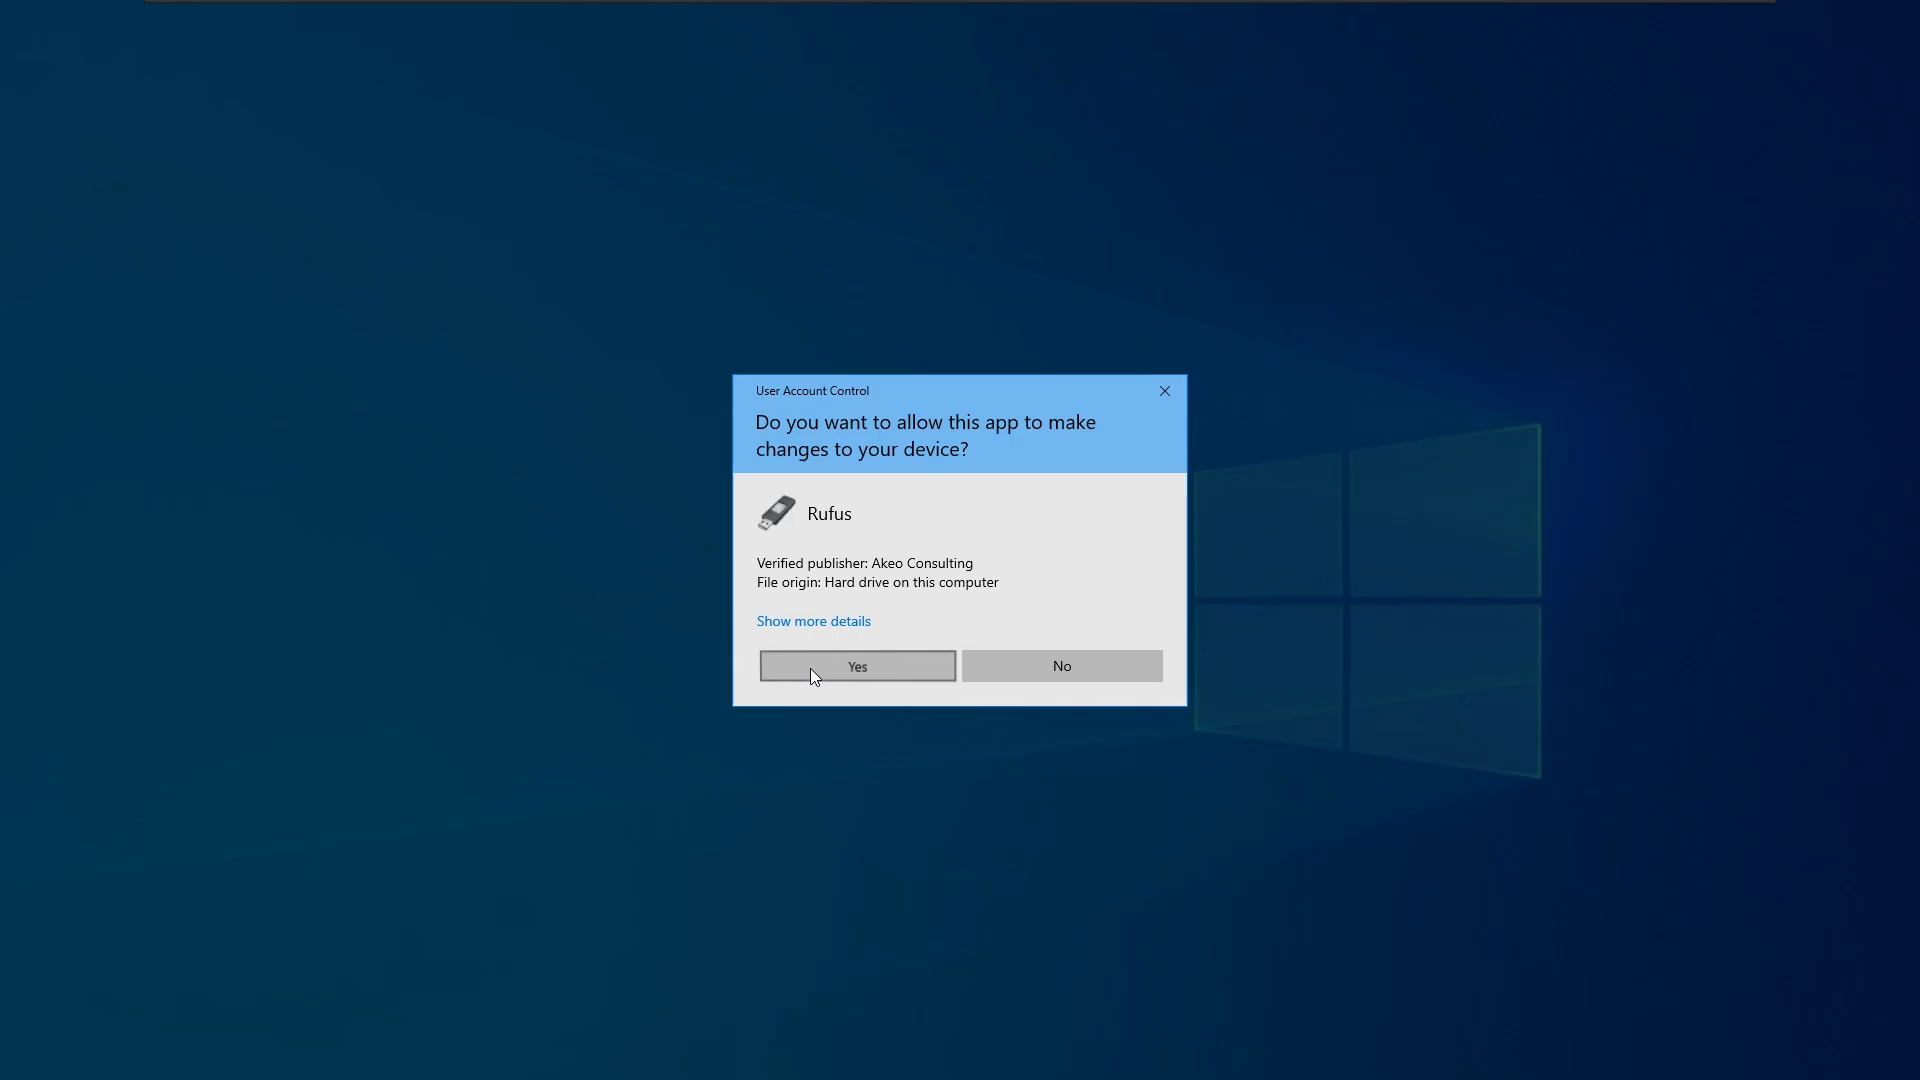 User Account Control
Do you want to allow this app to make
changes to your device?
Rufus
Verified publisher: Akeo Consulting
File origin: Hard drive on this computer
Show more details
Yes
No